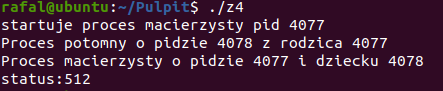 rafal@ubuntu:~/Pulpit$ ./z4
startuje proces macierzysty pid 4077
Proces potomny o pidzie 4078 z rodzica 4077
Proces macierzysty o pidzie 4077 i dziecku 4078
status:512